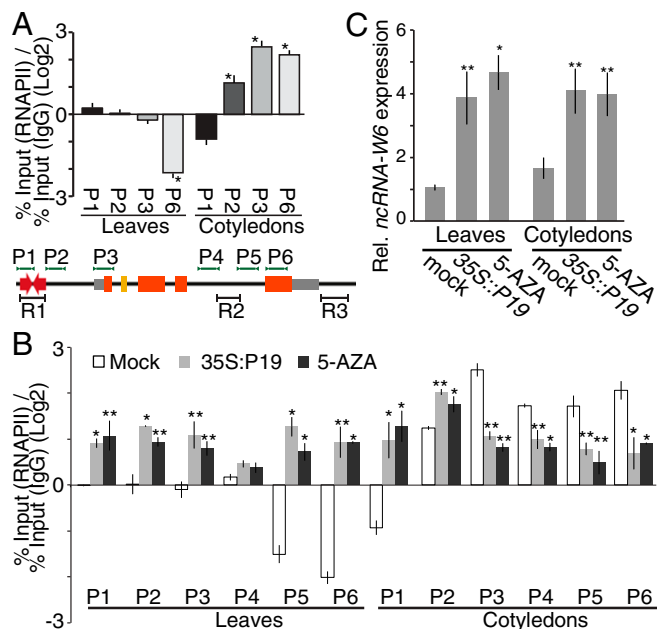 A
% Input (RNAPII) /
% Input (IgG) (Log2)
3
0
-3
* * * *
P1 P2 P3 P6 P1 P2 P3 P6
Leaves Cotyledons
P1 P2 P3 P4 P5 P6
R1 R2 R3
C
Rel. ncRNA-W6 expression
6
4
2
0
** * ** **
Leaves Cotyledons
mock 35S::P19 5-AZA mock 35S::P19 5-AZA
B
% Input (RNAPII) /
% Input (IgG) (Log2)
3
0
-3
Mock 35S:P19 5-AZA
* ** * ** ** ** * * ** * * * ** * ** ** ** * ** ** * *
P1 P2 P3 P4 P5 P6 P1 P2 P3 P4 P5 P6
Leaves Cotyledons